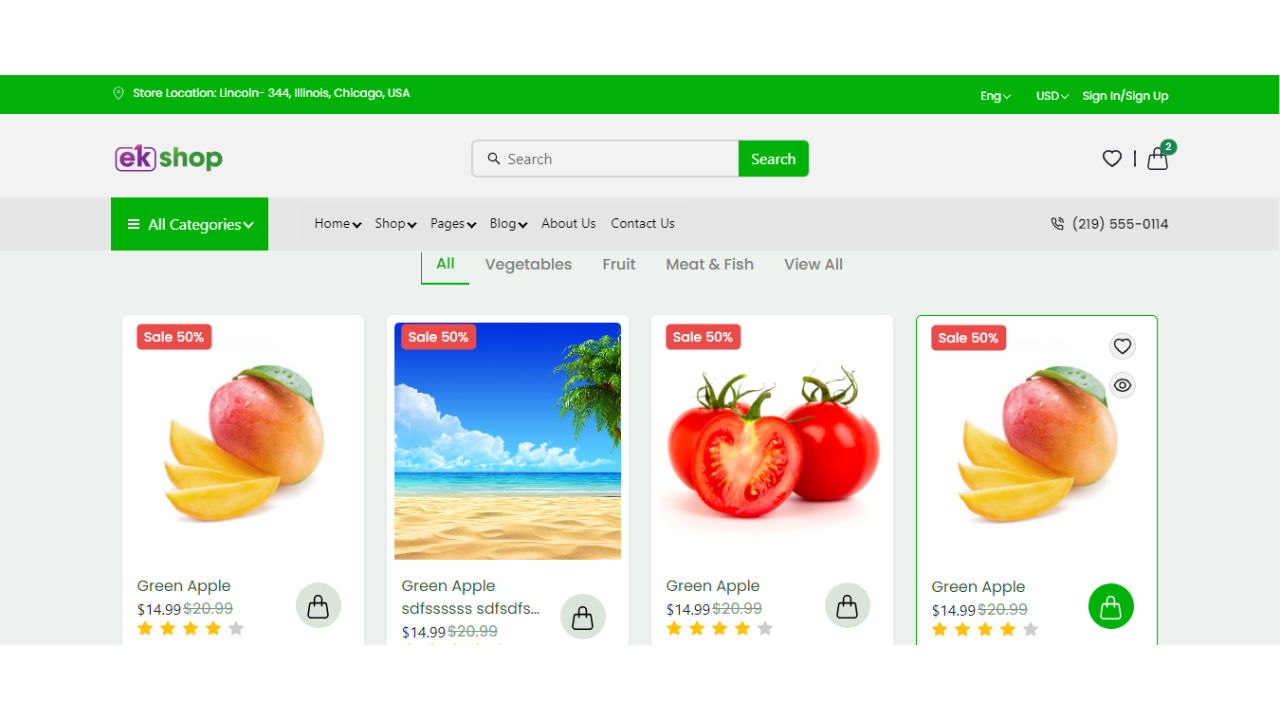 Store Location: Lincoln- 344, Illinois, Chicago, USA
Eng USD Sign In/Sign Up
ek1shop
Search Search
2
All Categories Home Shop Pages Blog About Us Contact Us (219) 555-0114
All Vegetables Fruit Meat & Fish View All
Sale 50% Sale 50% Sale 50% Sale 50%
Green Apple
$14.99 $20.99
Green Apple
sdfssssss sdfsdfs...
$14.99 $20.99
Green Apple
$14.99 $20.99
Green Apple
$14.99 $20.99